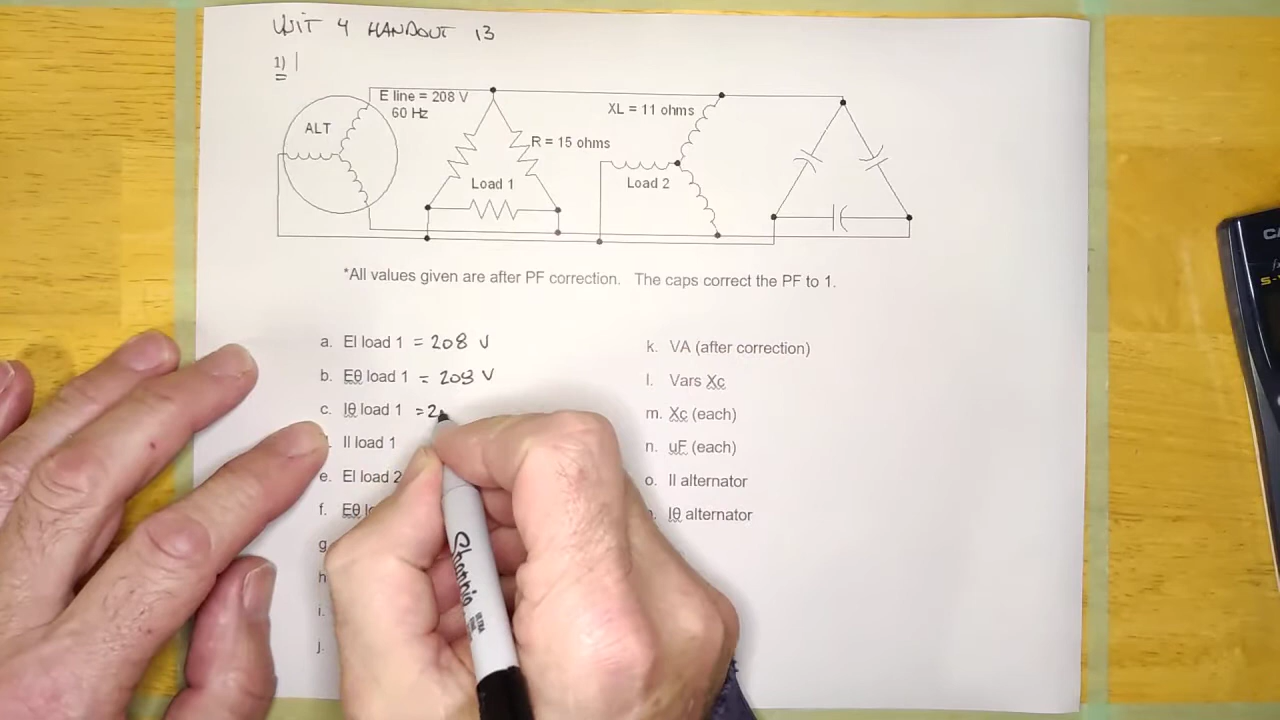 UNIT 4 HANDOUT 13
1)
E line = 208 V
60 Hz
ALT
R = 15 ohms
Load 1
XL = 11 ohms
Load 2
*All values given are after PF correction. The caps correct the PF to 1.
a. El load 1 = 208 V
b. Eθ load 1 = 208 V
c. Iθ load 1 = 2
Il load 1
e. El load 2
f. Eθ
g
h
i.
j.
k. VA (after correction)
l. Vars Xc
m. Xc (each)
n. uF (each)
o. Il alternator
Iθ alternator
Sharpie
ULTRA
CA
S-V